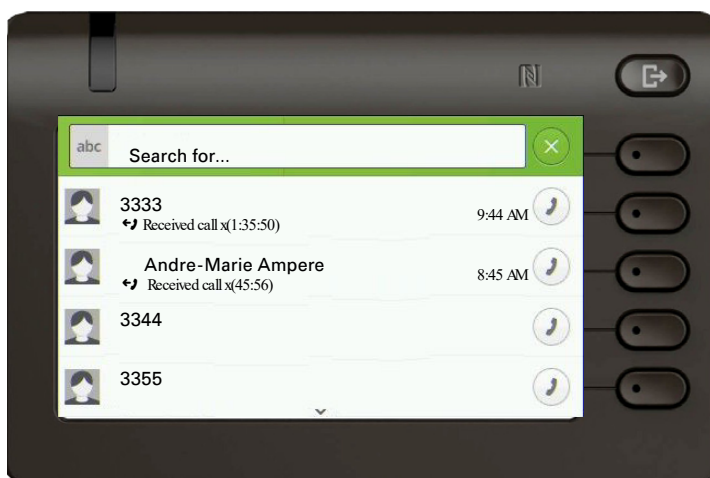 abc
Search for...
3333
Received call x(1:35:50)
9:44 AM
Andre-Marie Ampere
Received call x(45:56)
8:45 AM
3344
3355